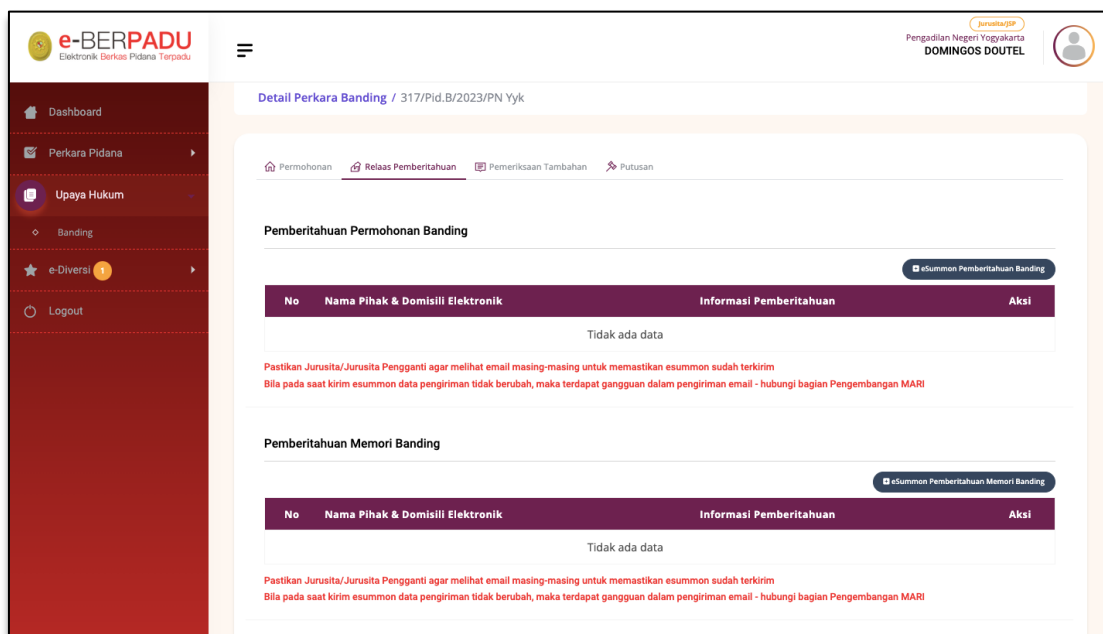 e-BERPADU
Elektronik Berkas Pidana Terpadu
Jurusita/JSP
Pengadilan Negeri Yogyakarta
DOMINGOS DOUTEL
Dashboard
Perkara Pidana
Upaya Hukum
Banding
e-Diversi 1
Logout
Detail Perkara Banding / 317/Pid.B/2023/PN Yyk
Permohonan Relaas Pemberitahuan Pemeriksaan Tambahan Putusan
Pemberitahuan Permohonan Banding
eSummon Pemberitahuan Banding
No Nama Pihak & Domisili Elektronik Informasi Pemberitahuan Aksi
Tidak ada data
Pastikan Jurusita/Jurusita Pengganti agar melihat email masing-masing untuk memastikan esummon sudah terkirim
Bila pada saat kirim esummon data pengiriman tidak berubah, maka terdapat gangguan dalam pengiriman email - hubungi bagian Pengembangan MARI
Pemberitahuan Memori Banding
eSummon Pemberitahuan Memori Banding
No Nama Pihak & Domisili Elektronik Informasi Pemberitahuan Aksi
Tidak ada data
Pastikan Jurusita/Jurusita Pengganti agar melihat email masing-masing untuk memastikan esummon sudah terkirim
Bila pada saat kirim esummon data pengiriman tidak berubah, maka terdapat gangguan dalam pengiriman email - hubungi bagian Pengembangan MARI